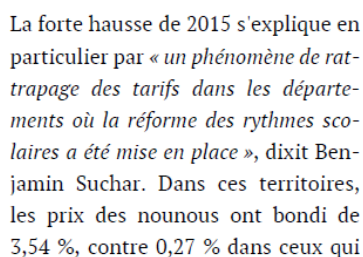 La forte hausse de 2015 s'explique en
particulier par « un phénomène de rat-
trapage des tarifs dans les départe-
ments où la réforme des rythmes sco-
laires a été mise en place », dixit Ben-
jamin Suchar. Dans ces territoires,
les prix des nounous ont bondi de
3,54 %, contre 0,27 % dans ceux qui